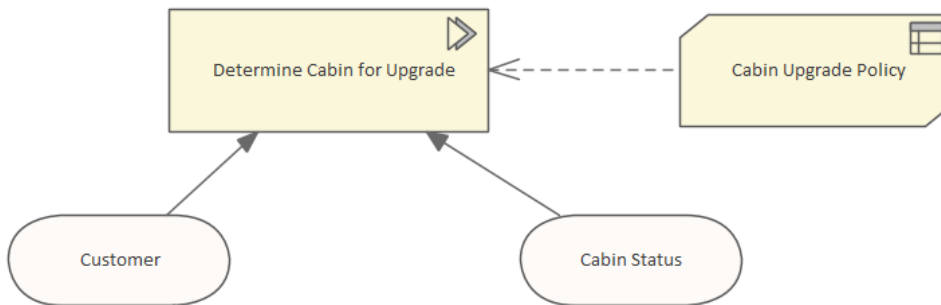 Determine Cabin for Upgrade
Cabin Upgrade Policy
Customer
Cabin Status